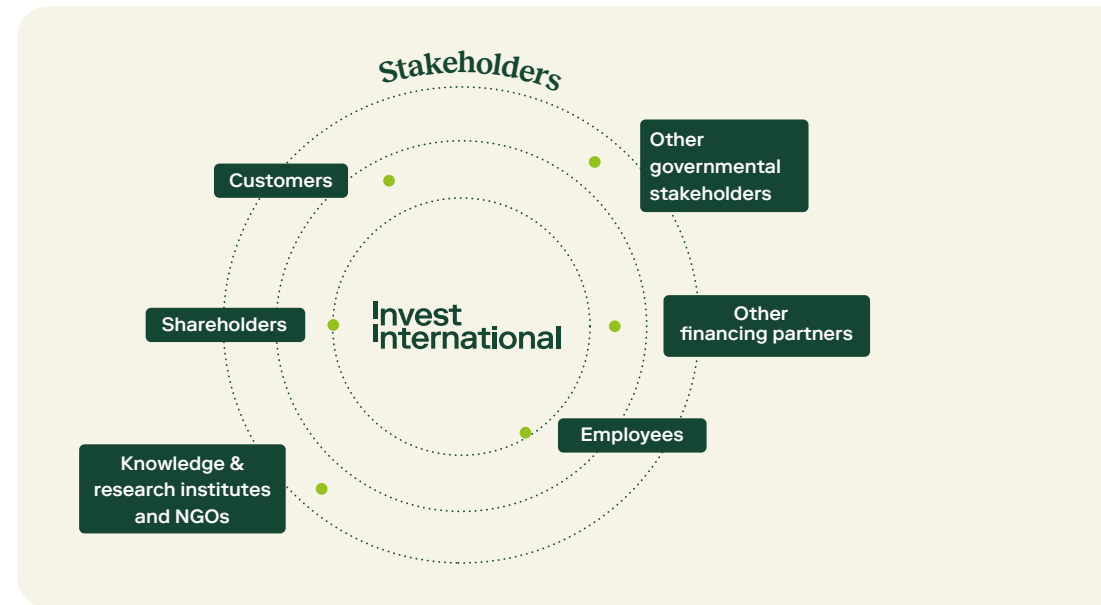 Stakeholders
Customers
Other
governmental
stakeholders
Shareholders
Invest
International
Other
financing partners
Employees
Knowledge &
research institutes
and NGOs